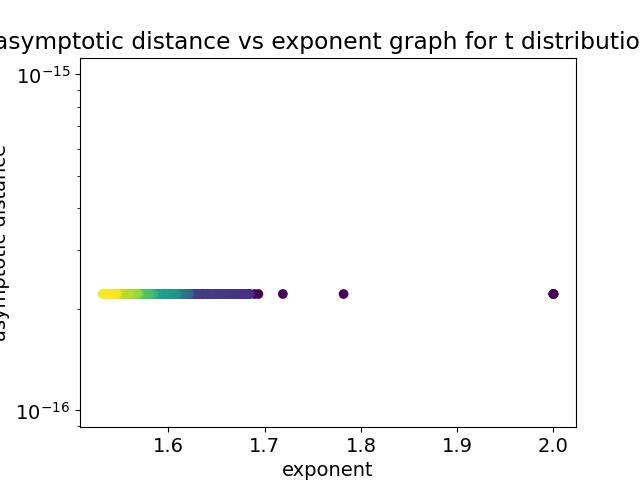 asymptotic distance vs exponent graph for t distributio
10⁻¹⁵
10⁻¹⁶
asymptotic distance
1.6 1.7 1.8 1.9 2.0
exponent